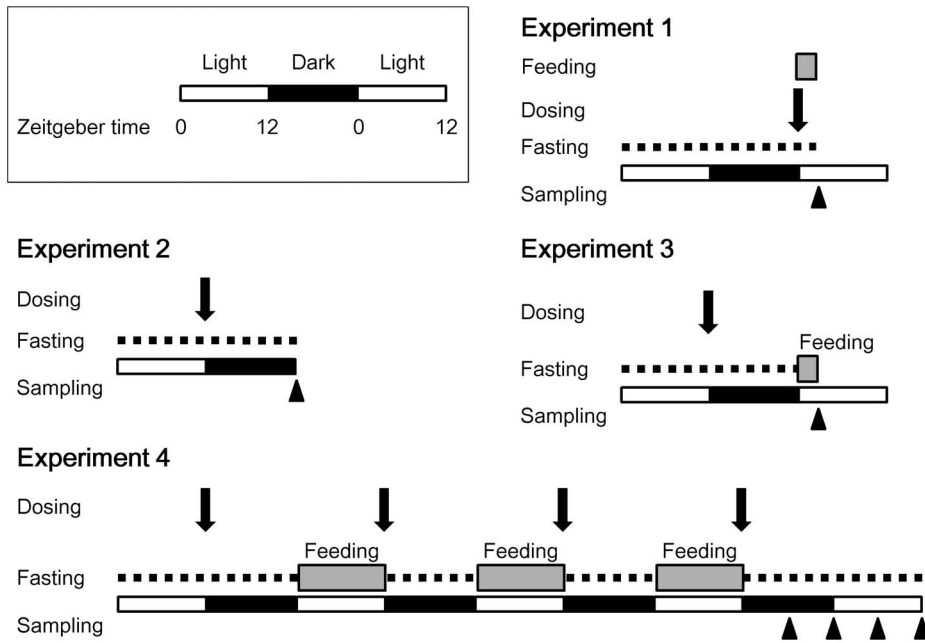 Light Dark Light
Zeitgeber time 0 12 0 12
Experiment 1
Feeding
Dosing
Fasting
Sampling
Experiment 2
Dosing
Fasting
Sampling
Experiment 3
Dosing
Feeding
Fasting
Sampling
Experiment 4
Dosing
Feeding Feeding Feeding
Fasting
Sampling